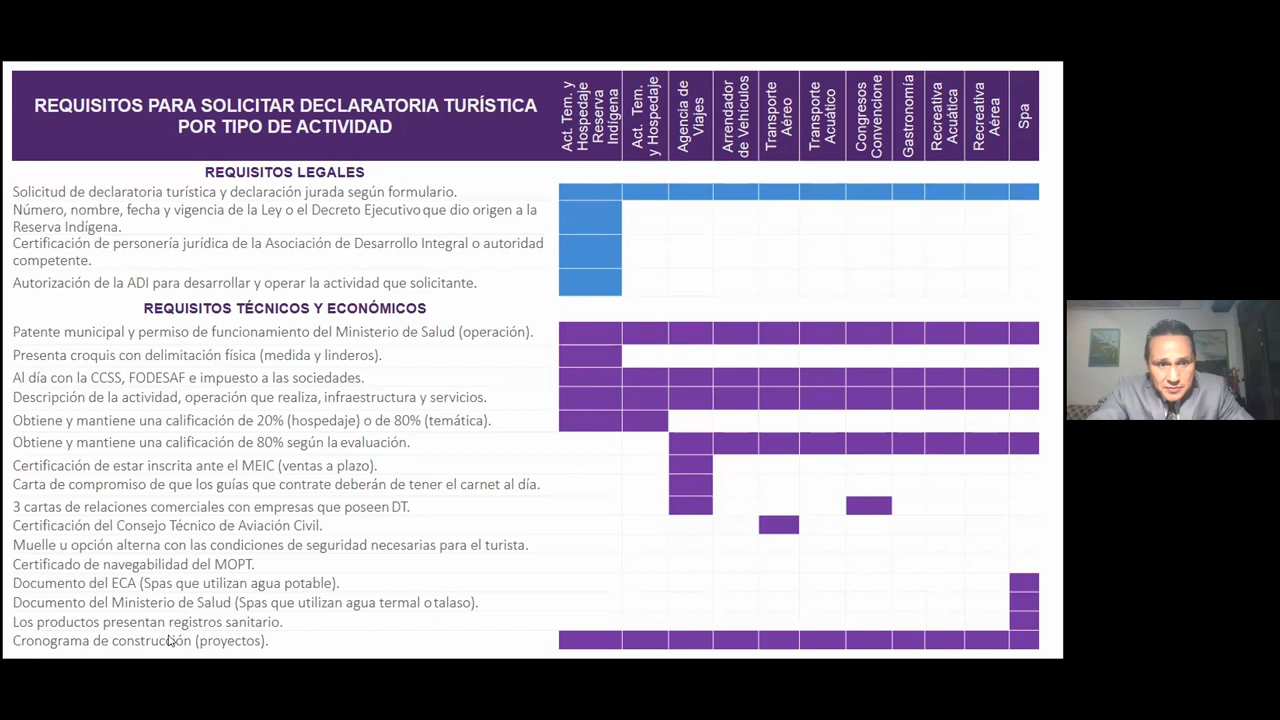 REQUISITOS PARA SOLICITAR DECLARATORIA TURÍSTICA
POR TIPO DE ACTIVIDAD
Act. Tem. y
Hospedaje
Reserva
Indígena
Act. Tem.
y Hospedaje
Agencia de
Viajes
Arrendador
de Vehículos
Transporte
Aéreo
Transporte
Acuático
Congresos
Convencione
Gastronomía
Recreativa
Acuática
Recreativa
Aérea
Spa
REQUISITOS LEGALES
Solicitud de declaratoria turística y declaración jurada según formulario.
Número, nombre, fecha y vigencia de la Ley o el Decreto Ejecutivo que dio origen a la
Reserva Indígena.
Certificación de personería jurídica de la Asociación de Desarrollo Integral o autoridad
competente.
Autorización de la ADI para desarrollar y operar la actividad que solicitante.
REQUISITOS TÉCNICOS Y ECONÓMICOS
Patente municipal y permiso de funcionamiento del Ministerio de Salud (operación).
Presenta croquis con delimitación física (medida y linderos).
Al día con la CCSS, FODESAF e impuesto a las sociedades.
Descripción de la actividad, operación que realiza, infraestructura y servicios.
Obtiene y mantiene una calificación de 20% (hospedaje) o de 80% (temática).
Obtiene y mantiene una calificación de 80% según la evaluación.
Certificación de estar inscrita ante el MEIC (ventas a plazo).
Carta de compromiso de que los guías que contrate deberán de tener el carnet al día.
3 cartas de relaciones comerciales con empresas que poseen DT.
Certificación del Consejo Técnico de Aviación Civil.
Muelle u opción alterna con las condiciones de seguridad necesarias para el turista.
Certificado de navegabilidad del MOPT.
Documento del ECA (Spas que utilizan agua potable).
Documento del Ministerio de Salud (Spas que utilizan agua termal o talaso).
Los productos presentan registros sanitario.
Cronograma de construcción (proyectos).